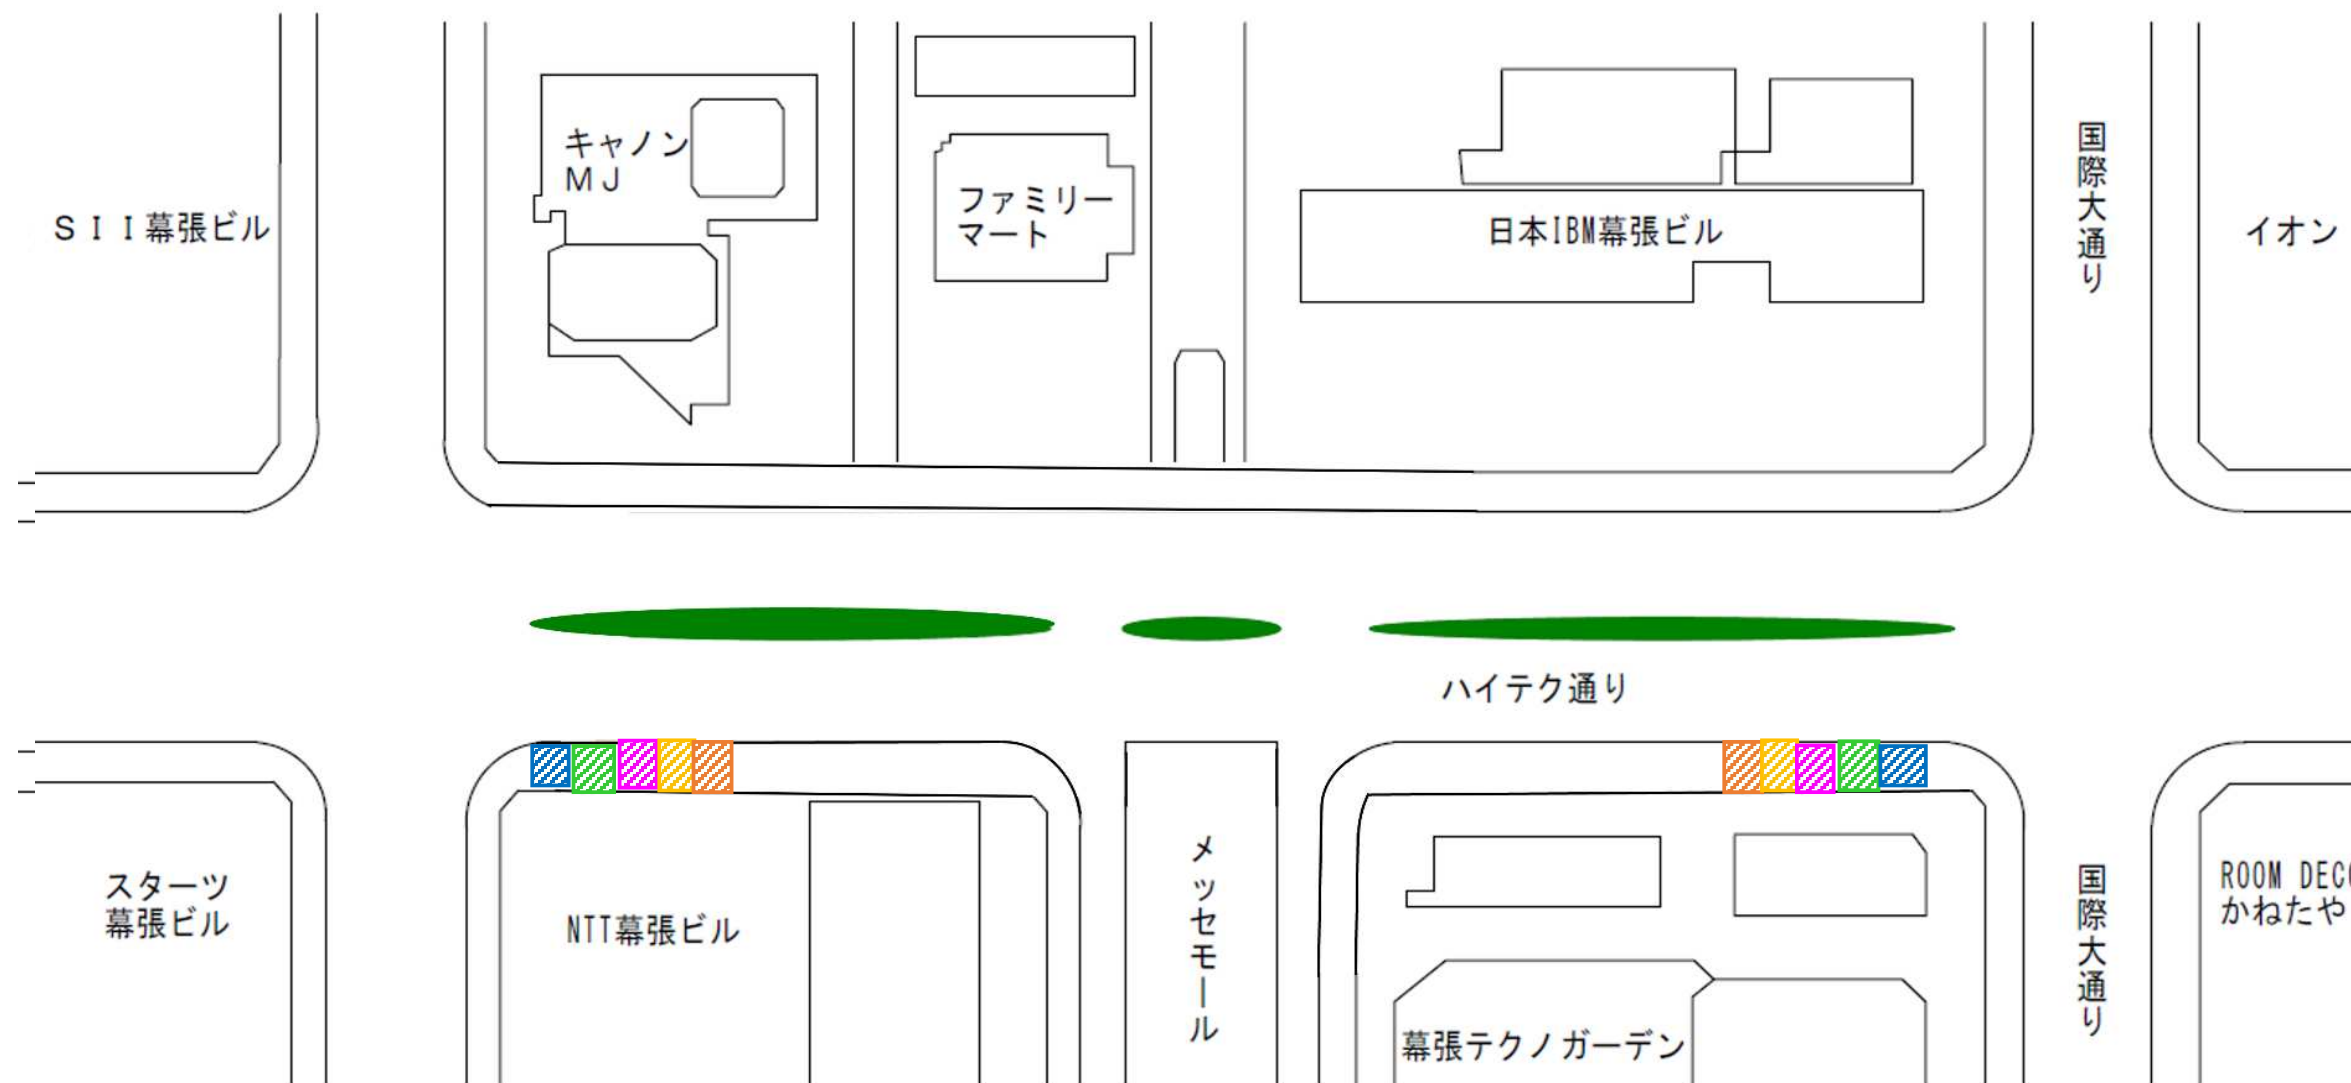 キャノン
ＭＪ
ＳＩＩ幕張ビル
ファミリー
マート
日本IBM幕張ビル
国際大通り
イオン
ハイテク通り
スターツ
幕張ビル
NTT幕張ビル
メッセモール
幕張テクノガーデン
国際大通り
ROOM DECO
かねたや